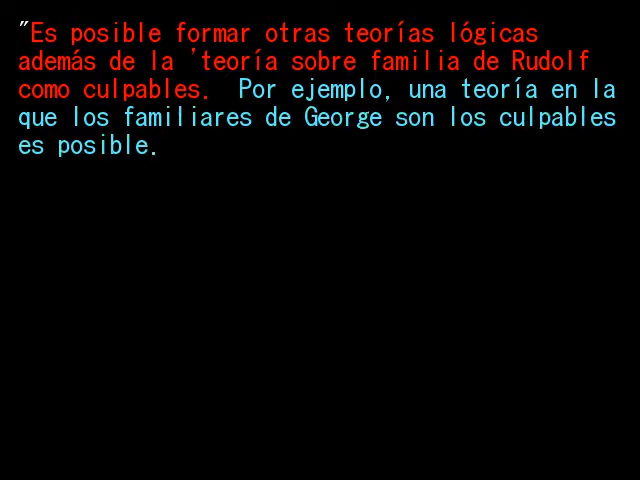 "Es posible formar otras teorías lógicas
además de la 'teoría sobre familia de Rudolf
como culpables.  Por ejemplo, una teoría en la
que los familiares de George son los culpables
es posible.